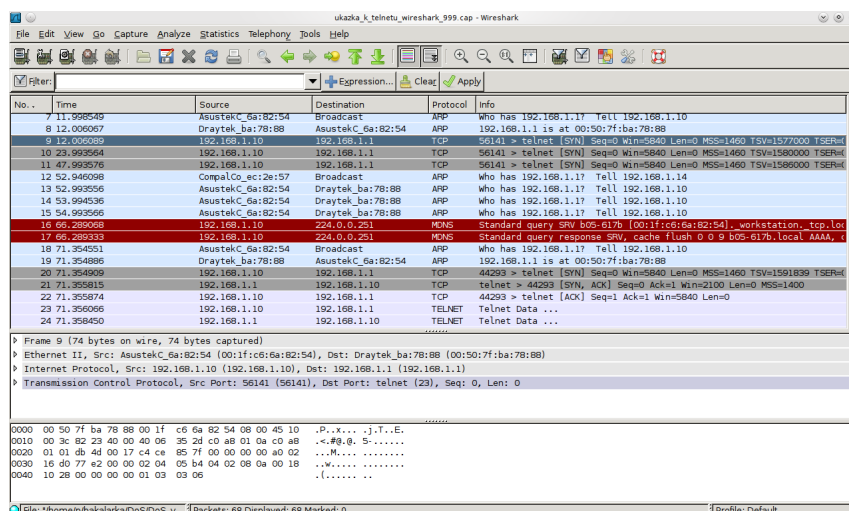 ukazka_k_telnetu_wireshark_999.cap - Wireshark
File Edit View Go Capture Analyze Statistics Telephony Tools Help
Filter: Expression... Clear Apply
No. . Time Source Destination Protocol Info
7 11.998549 AsustekC_6a:82:54 Broadcast ARP Who has 192.168.1.1? Tell 192.168.1.10
8 12.006067 Draytek_ba:78:88 AsustekC_6a:82:54 ARP 192.168.1.1 is at 00:50:7f:ba:78:88
9 12.006089 192.168.1.10 192.168.1.1 TCP 56141 > telnet [SYN] Seq=0 Win=5840 Len=0 MSS=1460 TSV=1577000 TSER=(
10 23.993564 192.168.1.10 192.168.1.1 TCP 56141 > telnet [SYN] Seq=0 Win=5840 Len=0 MSS=1460 TSV=1580000 TSER=(
11 47.993576 192.168.1.10 192.168.1.1 TCP 56141 > telnet [SYN] Seq=0 Win=5840 Len=0 MSS=1460 TSV=1586000 TSER=(
12 52.946098 CompalCo_ec:2e:57 Broadcast ARP Who has 192.168.1.1? Tell 192.168.1.14
13 52.993556 AsustekC_6a:82:54 Draytek_ba:78:88 ARP Who has 192.168.1.1? Tell 192.168.1.10
14 53.994536 AsustekC_6a:82:54 Draytek_ba:78:88 ARP Who has 192.168.1.1? Tell 192.168.1.10
15 54.993566 AsustekC_6a:82:54 Draytek_ba:78:88 ARP Who has 192.168.1.1? Tell 192.168.1.10
16 66.289068 192.168.1.10 224.0.0.251 MDNS Standard query SRV b05-617b [00:1f:c6:6a:82:54]._workstation._tcp.loc
17 66.289333 192.168.1.10 224.0.0.251 MDNS Standard query response SRV, cache flush 0 0 9 b05-617b.local AAAA, c
18 71.354551 AsustekC_6a:82:54 Broadcast ARP Who has 192.168.1.1? Tell 192.168.1.10
19 71.354886 Draytek_ba:78:88 AsustekC_6a:82:54 ARP 192.168.1.1 is at 00:50:7f:ba:78:88
20 71.354909 192.168.1.10 192.168.1.1 TCP 44293 > telnet [SYN] Seq=0 Win=5840 Len=0 MSS=1460 TSV=1591839 TSER=(
21 71.355815 192.168.1.1 192.168.1.10 TCP telnet > 44293 [SYN, ACK] Seq=0 Ack=1 Win=2100 Len=0 MSS=1400
22 71.355874 192.168.1.10 192.168.1.1 TCP 44293 > telnet [ACK] Seq=1 Ack=1 Win=5840 Len=0
23 71.356066 192.168.1.10 192.168.1.1 TELNET Telnet Data ...
24 71.358450 192.168.1.1 192.168.1.10 TELNET Telnet Data ...
Frame 9 (74 bytes on wire, 74 bytes captured)
Ethernet II, Src: AsustekC_6a:82:54 (00:1f:c6:6a:82:54), Dst: Draytek_ba:78:88 (00:50:7f:ba:78:88)
Internet Protocol, Src: 192.168.1.10 (192.168.1.10), Dst: 192.168.1.1 (192.168.1.1)
Transmission Control Protocol, Src Port: 56141 (56141), Dst Port: telnet (23), Seq: 0, Len: 0
0000 00 50 7f ba 78 88 00 1f c6 6a 82 54 08 00 45 10 .P..x... .j.T..E.
0010 00 3c 82 23 40 00 40 06 35 2d c0 a8 01 0a c0 a8 .<.#@.@. 5-......
0020 01 01 db 4d 00 17 c4 ce 85 7f 00 00 00 00 a0 02 ...M.... ........
0030 16 d0 77 e2 00 00 02 04 05 b4 04 02 08 0a 00 18 ..w..... ........
0040 10 28 00 00 00 00 01 03 03 06 .(...... ..
File: "/home/p/bakalarka/DoS/DoS_v... Packets: 68 Displayed: 68 Marked: 0 Profile: Default